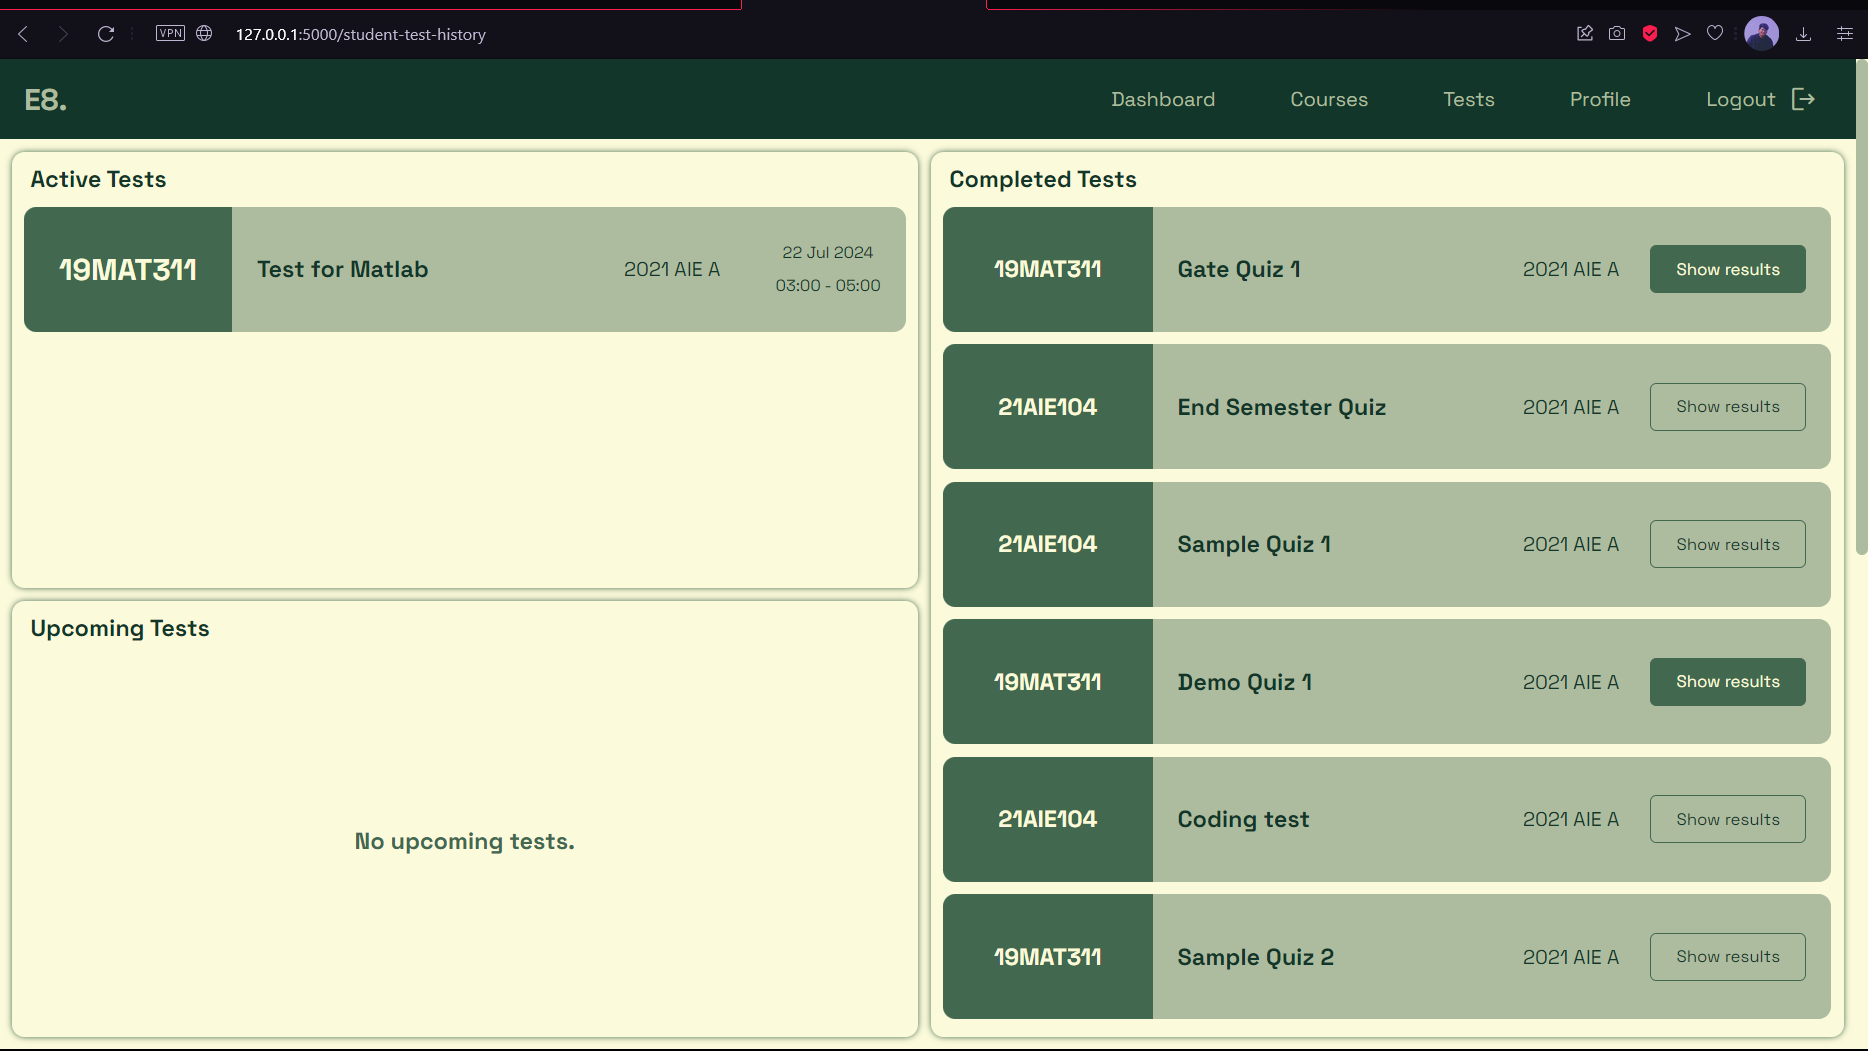 VPN
127.0.0.1:5000/student-test-history
E8.
Dashboard
Courses
Tests
Profile
Logout
Active Tests
19MAT311
Test for Matlab
2021 AIE A
22 Jul 2024
03:00 - 05:00
Upcoming Tests
No upcoming tests.
Completed Tests
19MAT311
Gate Quiz 1
2021 AIE A
Show results
21AIE104
End Semester Quiz
2021 AIE A
Show results
21AIE104
Sample Quiz 1
2021 AIE A
Show results
19MAT311
Demo Quiz 1
2021 AIE A
Show results
21AIE104
Coding test
2021 AIE A
Show results
19MAT311
Sample Quiz 2
2021 AIE A
Show results